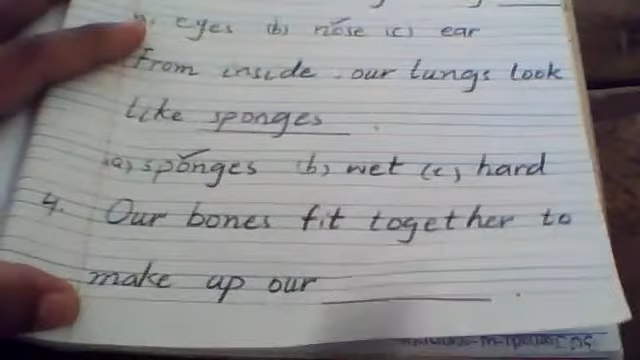 eyes (b) nose (c) ear
From inside our lungs look
like sponges.
(a) sponges (b) wet (c) hard
4. Our bones fit together to
make up our ________.